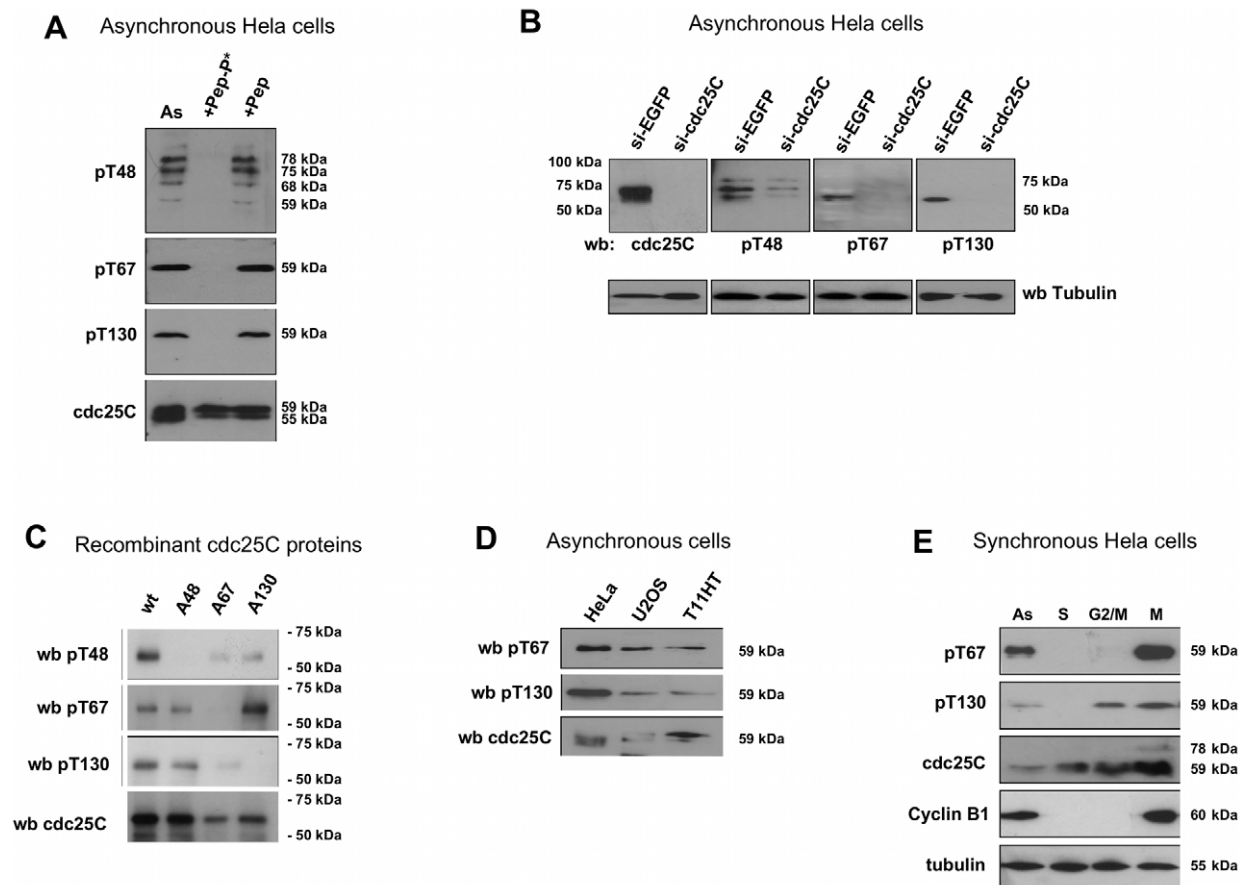 A Asynchronous Hela cells
As +Pep-P* +Pep
pT48
78 kDa
75 kDa
68 kDa
59 kDa
pT67 59 kDa
pT130 59 kDa
cdc25C
59 kDa
55 kDa
B Asynchronous Hela cells
si-EGFP si-cdc25C si-EGFP si-cdc25C si-EGFP si-cdc25C si-EGFP si-cdc25C
100 kDa
75 kDa
50 kDa
75 kDa
50 kDa
wb: cdc25C pT48 pT67 pT130
wb Tubulin
C Recombinant cdc25C proteins
wt A48 A67 A130
wb pT48
- 75 kDa
- 50 kDa
wb pT67
- 75 kDa
- 50 kDa
wb pT130
- 75 kDa
- 50 kDa
wb cdc25C
- 75 kDa
- 50 kDa
D Asynchronous cells
HeLa U2OS T11HT
wb pT67 59 kDa
wb pT130 59 kDa
wb cdc25C 59 kDa
E Synchronous Hela cells
As S G2/M M
pT67 59 kDa
pT130 59 kDa
cdc25C
78 kDa
59 kDa
Cyclin B1 60 kDa
tubulin 55 kDa